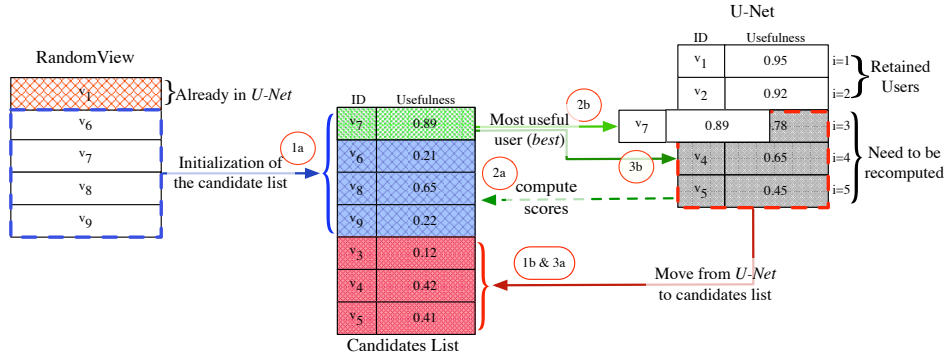 U-Net
RandomView
ID Usefulness
v1 0.95 i=1
v2 0.92 i=2
Retained
Users
v1
Already in U-Net
v6
v7
v8
v9
1a
Initialization of
the candidate list
ID Usefulness
v7 0.89
v6 0.21
v8 0.65
v9 0.22
v3 0.12
v4 0.42
v5 0.41
Candidates List
2b
Most useful
user (best)
3b
2a
compute
scores
v7 0.89 .78 i=3
v4 0.65 i=4
v5 0.45 i=5
Need to be
recomputed
1b & 3a
Move from U-Net
to candidates list